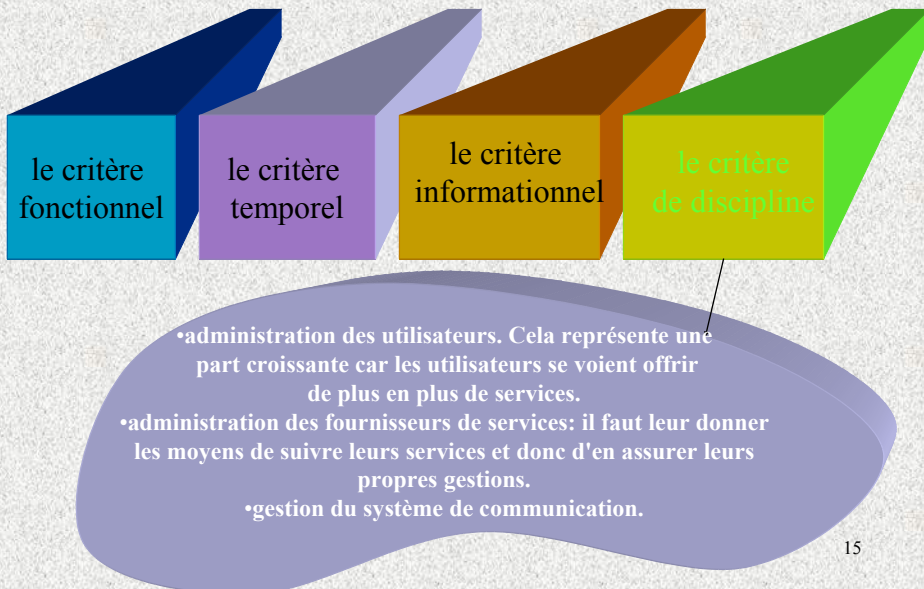 le critère
fonctionnel
le critère
temporel
le critère
informationnel
le critère
de discipline
•administration des utilisateurs. Cela représente une
part croissante car les utilisateurs se voient offrir
de plus en plus de services.
•administration des fournisseurs de services: il faut leur donner
les moyens de suivre leurs services et donc d'en assurer leurs
propres gestions.
•gestion du système de communication.
15